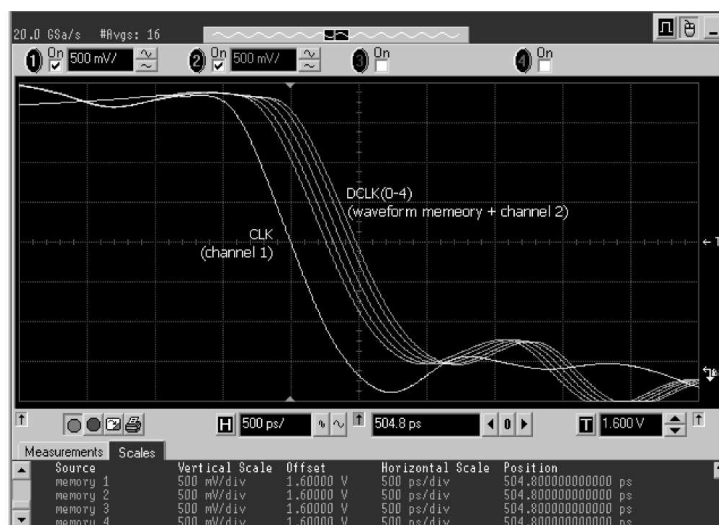 20.0 GSa/s #Avgs: 16
1 On 500 mV/ 2 On 500 mV/ 3 On 4 On
DCLK(0-4)
(waveform memeory + channel 2)
CLK
(channel 1)
T
H 500 ps/ 504.8 ps 0 T 1.600 V
Measurements Scales
Source Vertical Scale Offset Horizontal Scale Position
memory 1 500 mV/div 1.60000 V 500 ps/div 504.800000000000 ps
memory 2 500 mV/div 1.60000 V 500 ps/div 504.800000000000 ps
memory 3 500 mV/div 1.60000 V 500 ps/div 504.800000000000 ps
memory 4 500 mV/div 1.60000 V 500 ps/div 504.800000000000 ps